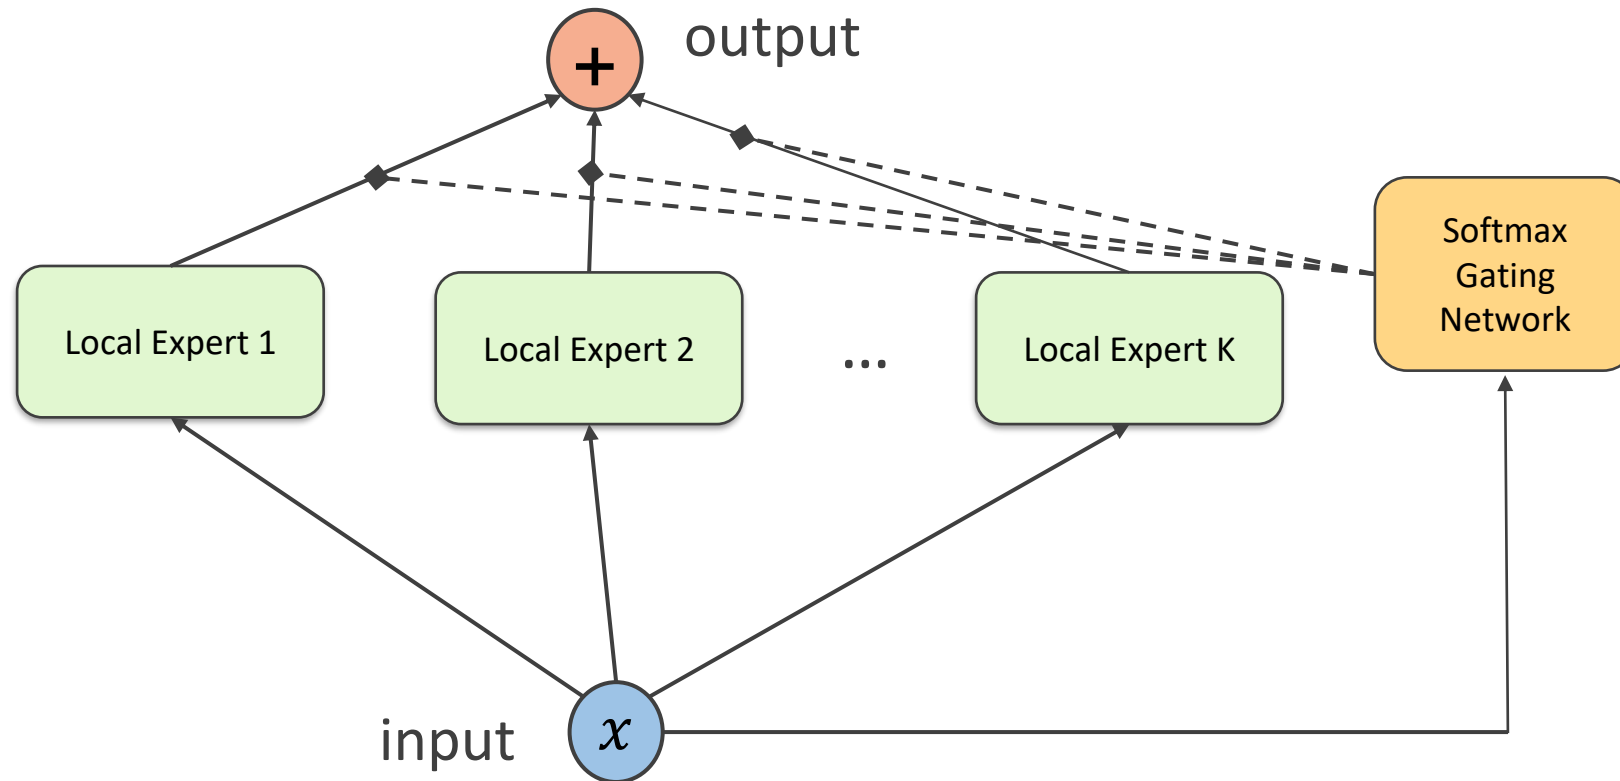 output
+
Softmax
Gating
Network
Local Expert 1
Local Expert 2
...
Local Expert K
input
x